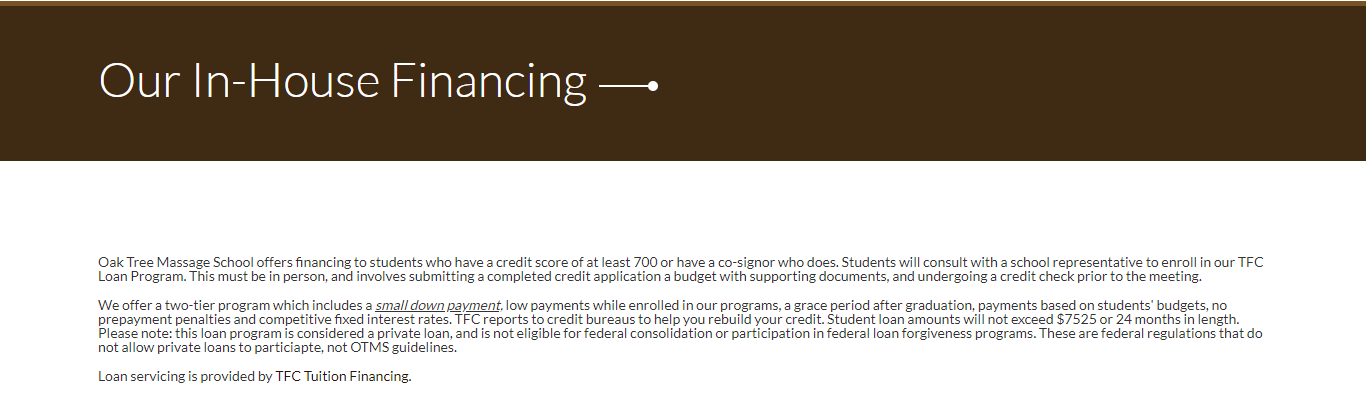 Our In-House Financing
Oak Tree Massage School offers financing to students who have a credit score of at least 700 or have a co-signor who does. Students will consult with a school representative to enroll in our TFC
Loan Program. This must be in person, and involves submitting a completed credit application a budget with supporting documents, and undergoing a credit check prior to the meeting.
We offer a two-tier program which includes a small down payment, low payments while enrolled in our programs, a grace period after graduation, payments based on students' budgets, no
prepayment penalties and competitive fixed interest rates. TFC reports to credit bureaus to help you rebuild your credit. Student loan amounts will not exceed $7525 or 24 months in length.
Please note: this loan program is considered a private loan, and is not eligible for federal consolidation or participation in federal loan forgiveness programs. These are federal regulations that do
not allow private loans to particiapte, not OTMS guidelines.
Loan servicing is provided by TFC Tuition Financing.